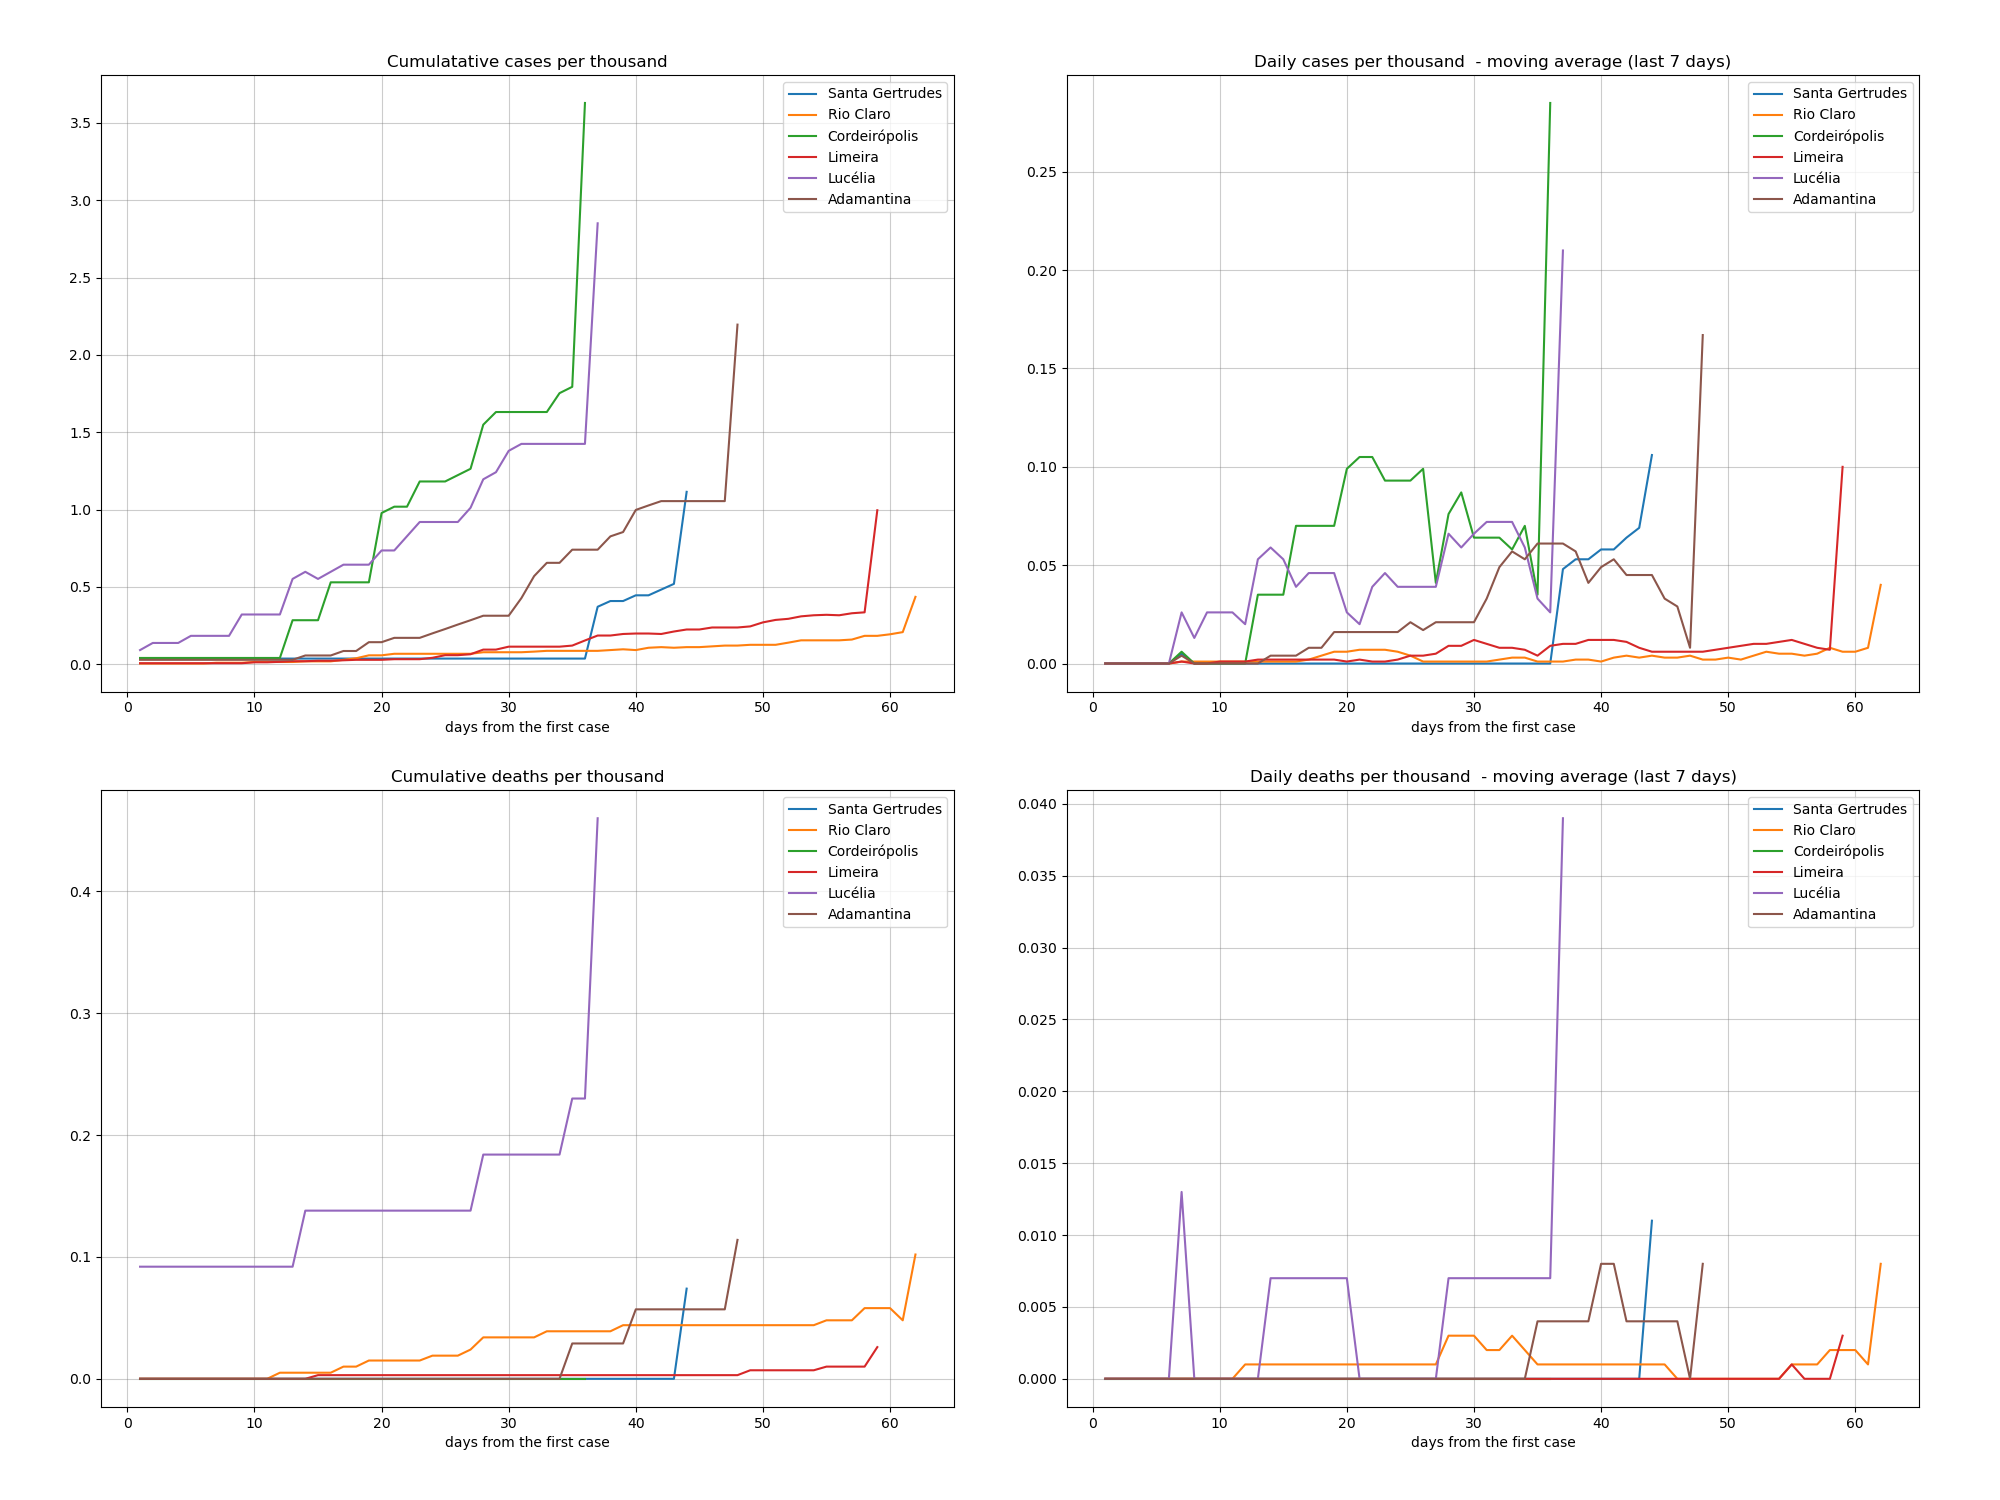 Cumulatative cases per thousand
3.5
3.0
2.5
2.0
1.5
1.0
0.5
0.0
Santa Gertrudes
Rio Claro
Cordeirópolis
Limeira
Lucélia
Adamantina
0 10 20 30 40 50 60
days from the first case
Daily cases per thousand - moving average (last 7 days)
0.25
0.20
0.15
0.10
0.05
0.00
Santa Gertrudes
Rio Claro
Cordeirópolis
Limeira
Lucélia
Adamantina
0 10 20 30 40 50 60
days from the first case
Cumulative deaths per thousand
0.4
0.3
0.2
0.1
0.0
Santa Gertrudes
Rio Claro
Cordeirópolis
Limeira
Lucélia
Adamantina
0 10 20 30 40 50 60
days from the first case
Daily deaths per thousand - moving average (last 7 days)
0.040
0.035
0.030
0.025
0.020
0.015
0.010
0.005
0.000
Santa Gertrudes
Rio Claro
Cordeirópolis
Limeira
Lucélia
Adamantina
0 10 20 30 40 50 60
days from the first case